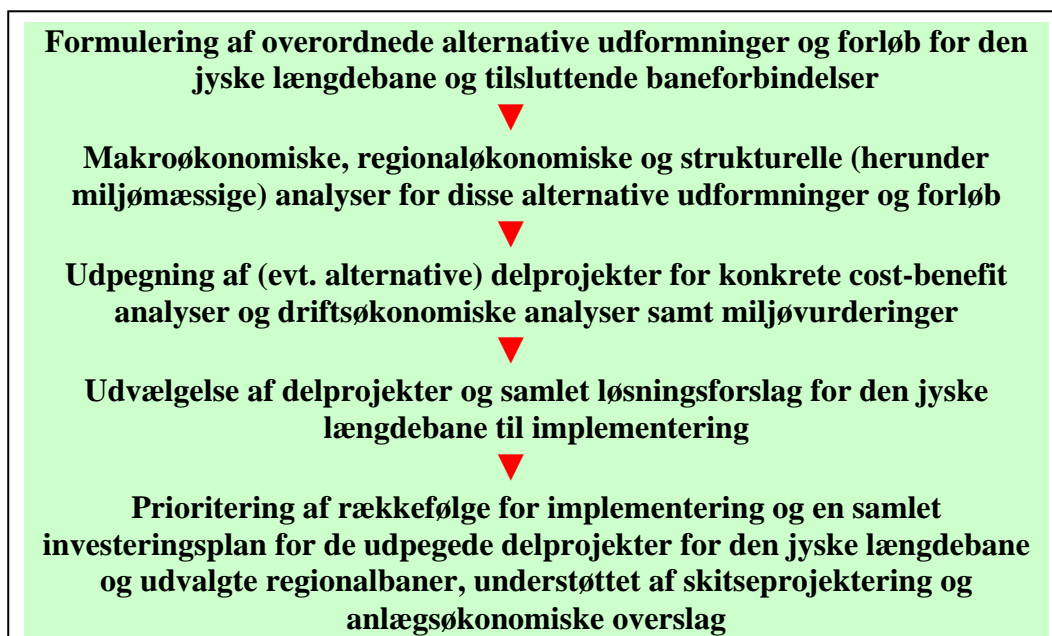 Formulering af overordnede alternative udformninger og forløb for den
jyske længdebane og tilsluttende baneforbindelser
Makroøkonomiske, regionaløkonomiske og strukturelle (herunder
miljømæssige) analyser for disse alternative udformninger og forløb
Udpegning af (evt. alternative) delprojekter for konkrete cost-benefit
analyser og driftsøkonomiske analyser samt miljøvurderinger
Udvælgelse af delprojekter og samlet løsningsforslag for den jyske
længdebane til implementering
Prioritering af rækkefølge for implementering og en samlet
investeringsplan for de udpegede delprojekter for den jyske længdebane
og udvalgte regionalbaner, understøttet af skitseprojektering og
anlægsøkonomiske overslag